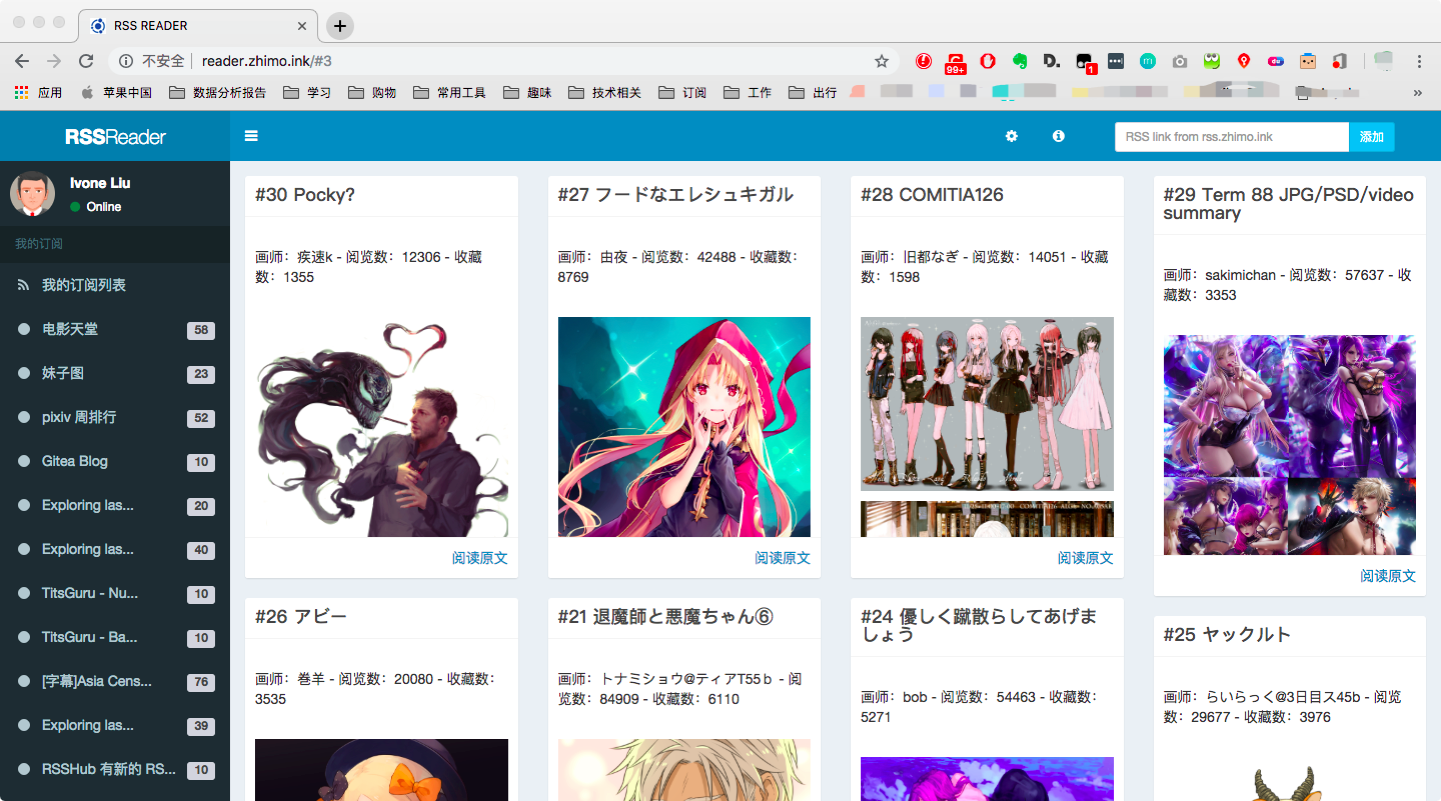 RSS READER
不安全 reader.zhimo.ink/#3
99+
1
应用
苹果中国
数据分析报告
学习
购物
常用工具
趣味
技术相关
订阅
工作
出行
RSSReader
RSS link from rss.zhimo.ink
添加
Ivone Liu
Online
我的订阅
我的订阅列表
电影天堂 58
妹子图 23
pixiv 周排行 52
Gitea Blog 10
Exploring las... 20
Exploring las... 40
TitsGuru - Nu... 10
TitsGuru - Ba... 10
[字幕]Asia Cens... 76
Exploring las... 39
RSSHub 有新的 RS... 10
#30 Pocky?
画师：疾速k - 阅览数：12306 - 收藏
数：1355
阅读原文
#27 フードなエレシュキガル
画师：由夜 - 阅览数：42488 - 收藏数：
8769
阅读原文
#28 COMITIA126
画师：旧都なぎ - 阅览数：14051 - 收藏
数：1598
阅读原文
#29 Term 88 JPG/PSD/video
summary
画师：sakimichan - 阅览数：57637 - 收
藏数：3353
阅读原文
#26 アビー
画师：巻羊 - 阅览数：20080 - 收藏数：
3535
#21 退魔師と悪魔ちゃん⑥
画师：トナミショウ@ティアT55ｂ - 阅
览数：84909 - 收藏数：6110
#24 優しく蹴散らしてあげま
しょう
画师：bob - 阅览数：54463 - 收藏数：
5271
#25 ヤックルト
画师：らいらっく@3日目ス45b - 阅览
数：29677 - 收藏数：3976